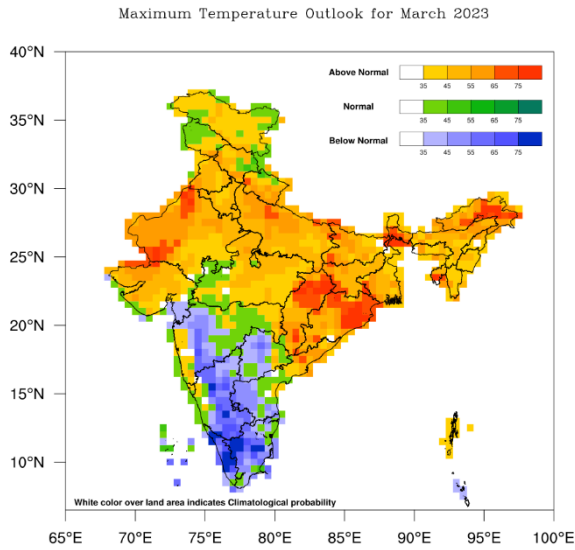 Maximum Temperature Outlook for March 2023
40°N
Above Normal
35 45 55 65 75
Normal
35 45 55 65 75
35°N
Below Normal
35 45 55 65 75
30°N
25°N
20°N
15°N
10°N
White color over land area indicates Climatological probability
65°E 70°E 75°E 80°E 85°E 90°E 95°E 100°E